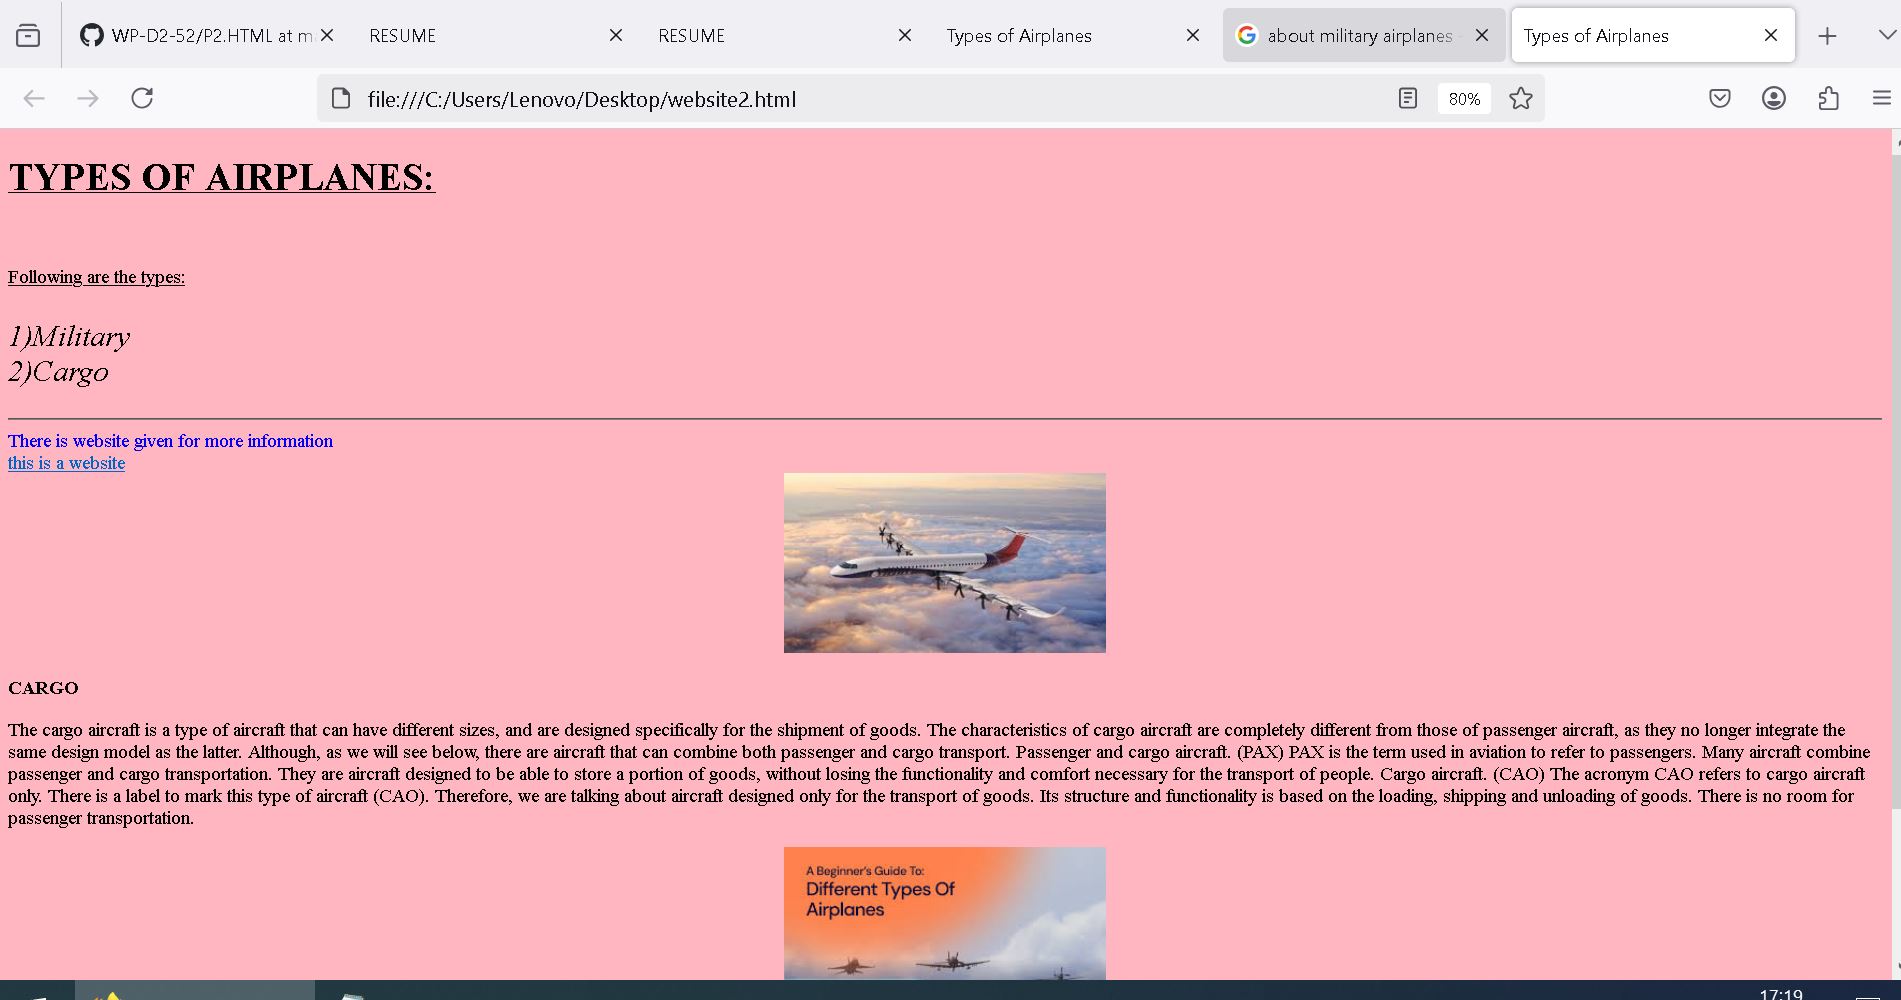 WP-D2-52/P2.HTML at m
RESUME
RESUME
Types of Airplanes
about military airplanes
Types of Airplanes
file:///C:/Users/Lenovo/Desktop/website2.html
80%
TYPES OF AIRPLANES:
Following are the types:
1)Military
2)Cargo
There is website given for more information
this is a website
CARGO
The cargo aircraft is a type of aircraft that can have different sizes, and are designed specifically for the shipment of goods. The characteristics of cargo aircraft are completely different from those of passenger aircraft, as they no longer integrate the
same design model as the latter. Although, as we will see below, there are aircraft that can combine both passenger and cargo transport. Passenger and cargo aircraft. (PAX) PAX is the term used in aviation to refer to passengers. Many aircraft combine
passenger and cargo transportation. They are aircraft designed to be able to store a portion of goods, without losing the functionality and comfort necessary for the transport of people. Cargo aircraft. (CAO) The acronym CAO refers to cargo aircraft
only. There is a label to mark this type of aircraft (CAO). Therefore, we are talking about aircraft designed only for the transport of goods. Its structure and functionality is based on the loading, shipping and unloading of goods. There is no room for
passenger transportation.
A Beginner's Guide To:
Different Types Of
Airplanes
17:19